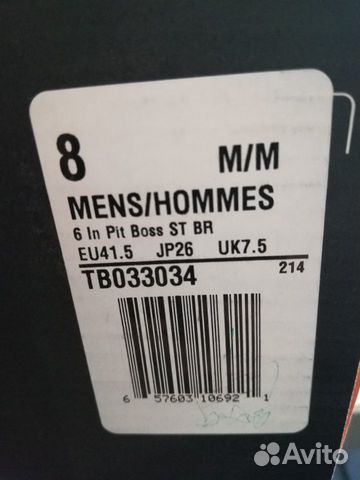 8 M/M
MENS/HOMMES
6 In Pit Boss ST BR
EU41.5 JP26 UK7.5
TB033034
214
6 57603 10692 1
Avito